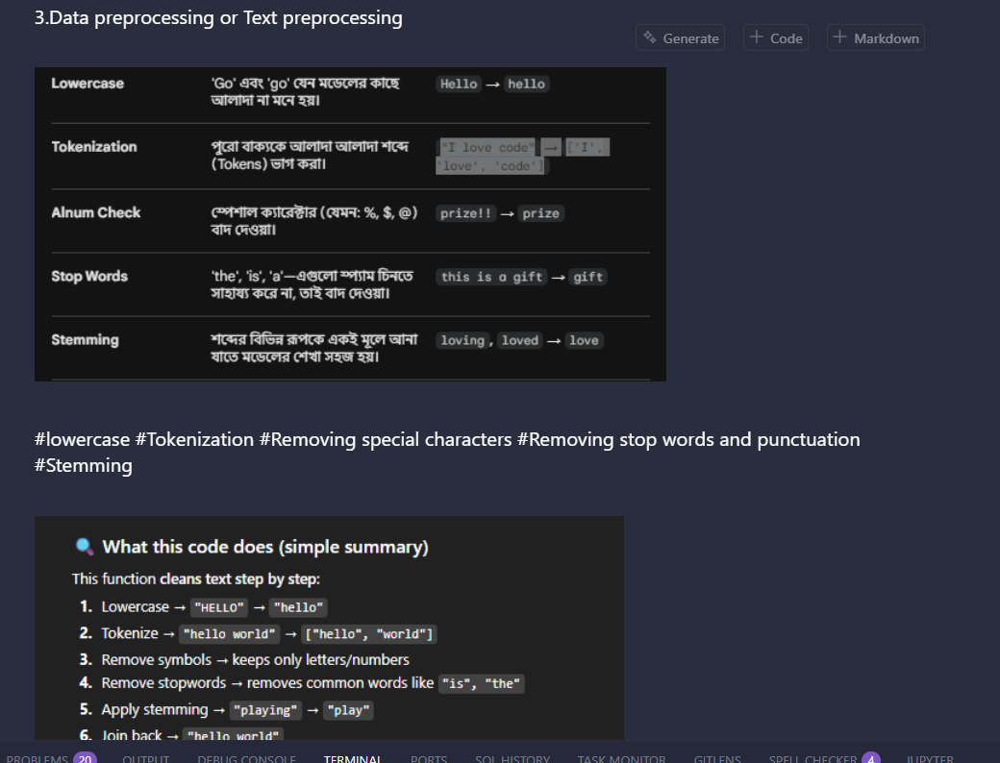 3.Data preprocessing or Text preprocessing
Generate
Code
Markdown
Lowercase
'Go' এবং 'go' যেন মডেলের কাছে
আলাদা না মনে হয়।
Hello → hello
Tokenization
পুরো বাক্যকে আলাদা আলাদা শব্দে
(Tokens) ভাগ করা।
"I love code" → ['I',
'love', 'code']
Alnum Check
স্পেশাল ক্যারেক্টার (যেমন: %, $, @)
বাদ দেওয়া।
prize!! → prize
Stop Words
'the', 'is', 'a'—এগুলো স্প্যাম চিনতে
সাহায্য করে না, তাই বাদ দেওয়া।
this is a gift → gift
Stemming
শব্দের বিভিন্ন রূপকে একই মূলে আনা
যাতে মডেলের শেখা সহজ হয়।
loving, loved → love
#lowercase #Tokenization #Removing special characters #Removing stop words and punctuation
#Stemming
What this code does (simple summary)
This function cleans text step by step:
1. Lowercase → "HELLO" → "hello"
2. Tokenize → "hello world" → ["hello", "world"]
3. Remove symbols → keeps only letters/numbers
4. Remove stopwords → removes common words like "is", "the"
5. Apply stemming → "playing" → "play"
6. Join back → "hello world"
PROBLEMS 20 OUTPUT DEBUG CONSOLE TERMINAL PORTS SQL HISTORY TASK MONITOR GITLENS SPELL CHECKER 4 JUPYTER